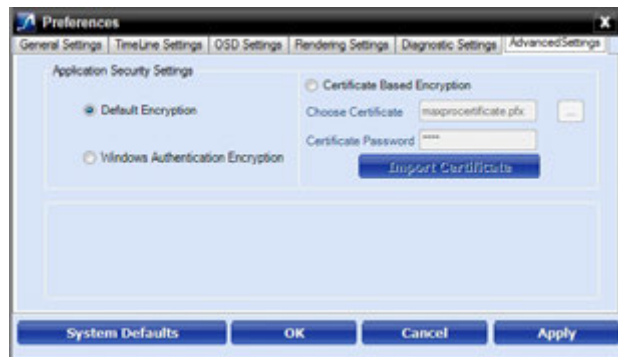 Preferences
X
General Settings TimeLine Settings OSD Settings Rendering Settings Diagnostic Settings AdvancedSettings
Application Security Settings
Certificate Based Encryption
Default Encryption
Choose Certificate maxprocertificate.pfx ...
Certificate Password ****
Windows Authentication Encryption
Import Certificate
System Defaults OK Cancel Apply